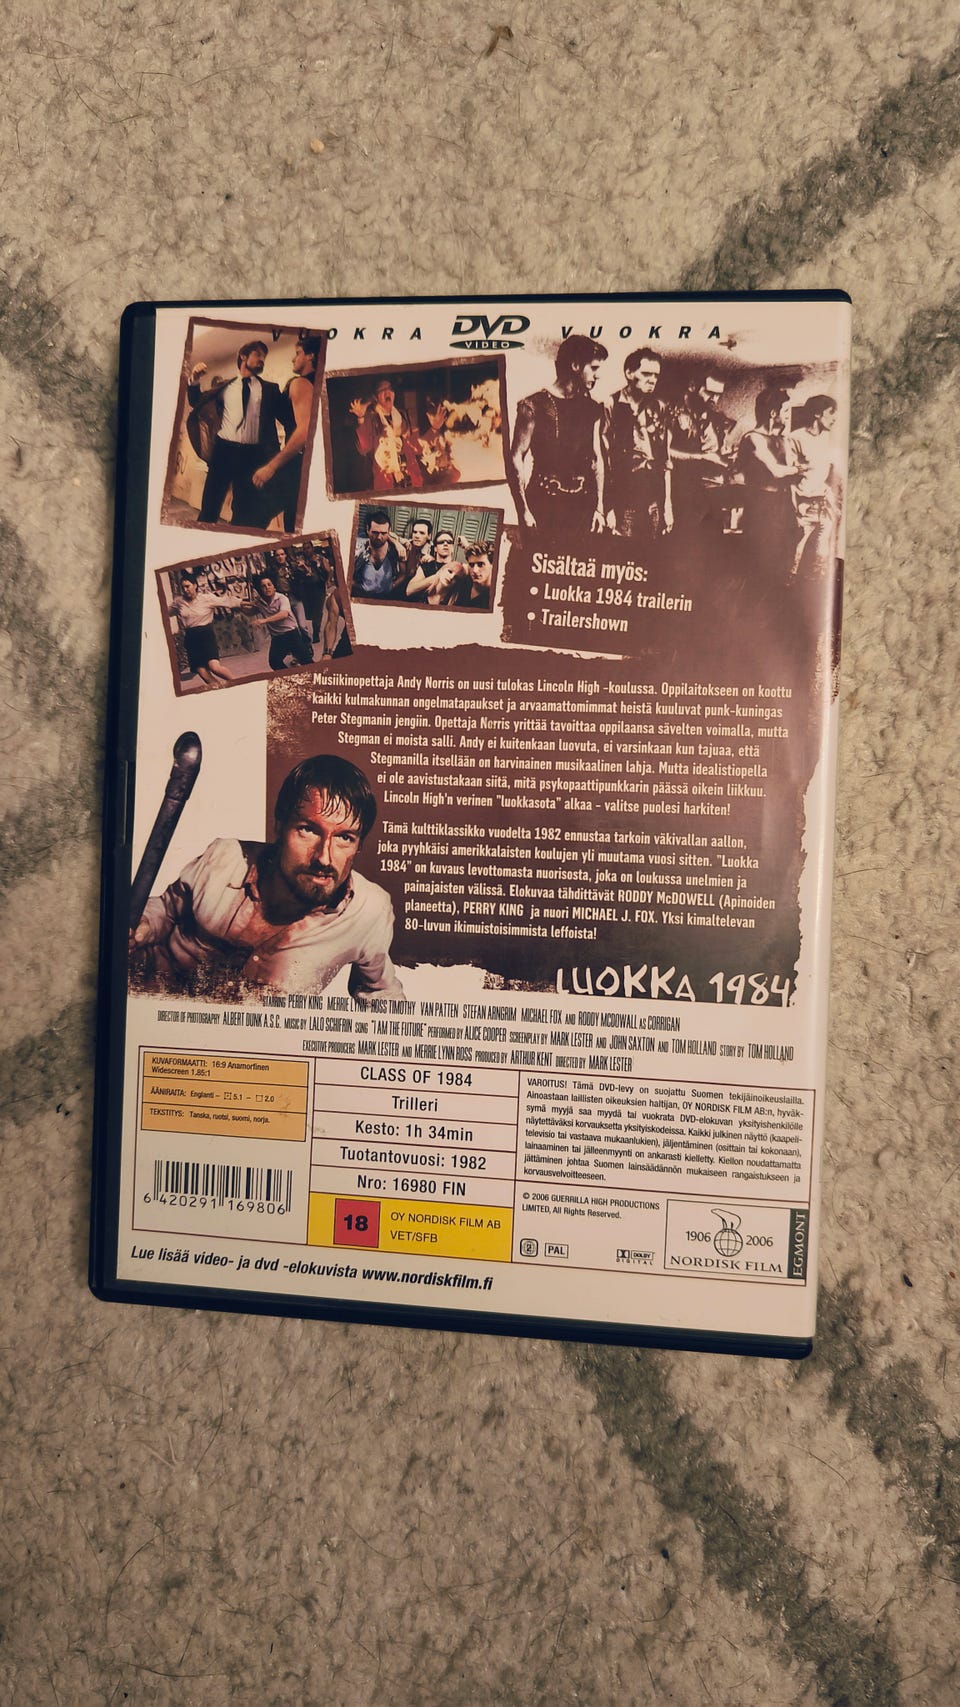 VUOKRA DVD VIDEO VUOKRA
Sisältää myös:
• Luokka 1984 trailerin
• Trailershown
Musiikinopettaja Andy Norris on uusi tulokas Lincoln High -koulussa. Oppilaitokseen on koottu
kaikki kulmakunnan ongelmatapaukset ja arvaamattomimmat heistä kuuluvat punk-kuningas
Peter Stegmanin jengiin. Opettaja Norris yrittää tavoittaa oppilaansa sävelten voimalla, mutta
Stegman ei moista salli. Andy ei kuitenkaan luovuta, ei varsinkaan kun tajuaa, että
Stegmanilla itsellään on harvinainen musikaalinen lahja. Mutta idealistiopella
ei ole aavistustakaan siitä, mitä psykopaattipunkkarin päässä oikein liikkuu.
Lincoln High'n verinen "luokkasota" alkaa - valitse puolesi harkiten!
Tämä kulttiklassikko vuodelta 1982 ennustaa tarkoin väkivallan aallon,
joka pyyhkäisi amerikkalaisten koulujen yli muutama vuosi sitten. "Luokka
1984" on kuvaus levottomasta nuorisosta, joka on loukussa unelmien ja
painajaisten välissä. Elokuvaa tähdittävät RODDY McDOWELL (Apinoiden
planeetta), PERRY KING ja nuori MICHAEL J. FOX. Yksi kimaltelevan
80-luvun ikimuistoisimmista leffoista!
LUOKKA 1984
STARRING PERRY KING MERRIE LYNN ROSS TIMOTHY VAN PATTEN STEFAN ARNGRIM MICHAEL FOX AND RODDY MCDOWALL AS CORRIGAN
DIRECTOR OF PHOTOGRAPHY ALBERT DUNK A.S.C. MUSIC BY LALO SCHIFRIN SONG "I AM THE FUTURE" PERFORMED BY ALICE COOPER SCREENPLAY BY MARK LESTER AND JOHN SAXTON AND TOM HOLLAND STORY BY TOM HOLLAND
EXECUTIVE PRODUCERS MARK LESTER AND MERRIE LYNN ROSS PRODUCED BY ARTHUR KENT DIRECTED BY MARK LESTER
KUVAFORMAATTI: 16:9 Anamorfinen
Widescreen 1.85:1
ÄÄNIRAITA: Englanti - 5.1 - 2.0
TEKSTITYS: Tanska, ruotsi, suomi, norja.
6 420291 169806
CLASS OF 1984
Trilleri
Kesto: 1h 34min
Tuotantovuosi: 1982
Nro: 16980 FIN
18
OY NORDISK FILM AB
VET/SFB
VAROITUS! Tämä DVD-levy on suojattu Suomen tekijäinoikeuslailla.
Ainoastaan laillisten oikeuksien haltijan, OY NORDISK FILM AB:n, hyväk-
symä myyjä saa myydä tai vuokrata DVD-elokuvan yksityishenkilölle
näytettäväksi korvauksetta yksityiskodeissa. Kaikki julkinen näyttö (kaapeli-
televisio tai vastaava mukaanlukien), jäljentäminen (osittain tai kokonaan),
lainaaminen tai jälleenmyynti on ankarasti kielletty. Kiellon noudattamatta
jättäminen johtaa Suomen lainsäädännön mukaiseen rangaistukseen ja
korvausvelvoitteeseen.
© 2006 GUERRILLA HIGH PRODUCTIONS
LIMITED, All Rights Reserved.
2 PAL
DOLBY
DIGITAL
1906 2006
NORDISK FILM
EGMONT
Lue lisää video- ja dvd -elokuvista www.nordiskfilm.fi